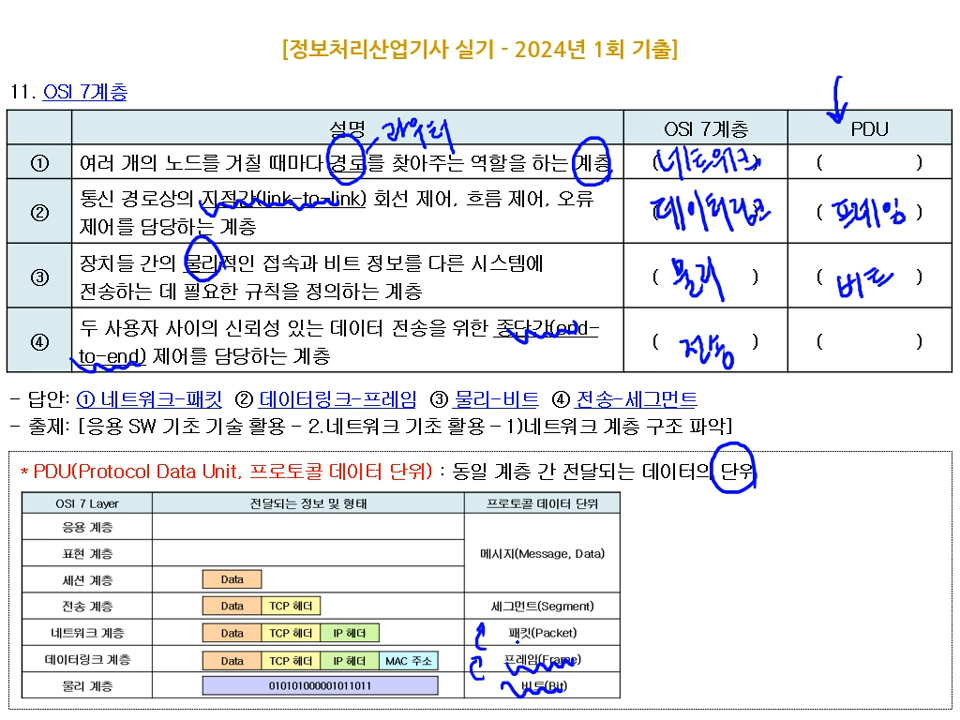 [정보처리산업기사 실기 - 2024년 1회 기출]
11. OSI 7계층
설명 라우터 OSI 7계층 PDU
① 여러 개의 노드를 거칠 때마다 경로를 찾아주는 역할을 하는 계층 ( 네트워크 ) ( )
② 통신 경로상의 지점간(link-to-link) 회선 제어, 흐름 제어, 오류 ( 데이터링크 ) ( 프레임 )
제어를 담당하는 계층
③ 장치들 간의 물리적인 접속과 비트 정보를 다른 시스템에 ( 물리 ) ( 비트 )
전송하는 데 필요한 규칙을 정의하는 계층
④ 두 사용자 사이의 신뢰성 있는 데이터 전송을 위한 종단간(end- ( 전송 ) ( )
to-end) 제어를 담당하는 계층
- 답안: ① 네트워크-패킷 ② 데이터링크-프레임 ③ 물리-비트 ④ 전송-세그먼트
- 출제: [응용 SW 기초 기술 활용 - 2.네트워크 기초 활용 - 1)네트워크 계층 구조 파악]
* PDU(Protocol Data Unit, 프로토콜 데이터 단위) : 동일 계층 간 전달되는 데이터의 단위
OSI 7 Layer 전달되는 정보 및 형태 프로토콜 데이터 단위
응용 계층
표현 계층 메시지(Message, Data)
세션 계층 Data
전송 계층 Data TCP 헤더 세그먼트(Segment)
네트워크 계층 Data TCP 헤더 IP 헤더 패킷(Packet)
데이터링크 계층 Data TCP 헤더 IP 헤더 MAC 주소 프레임(Frame)
물리 계층 010101000001011011 비트(Bit)